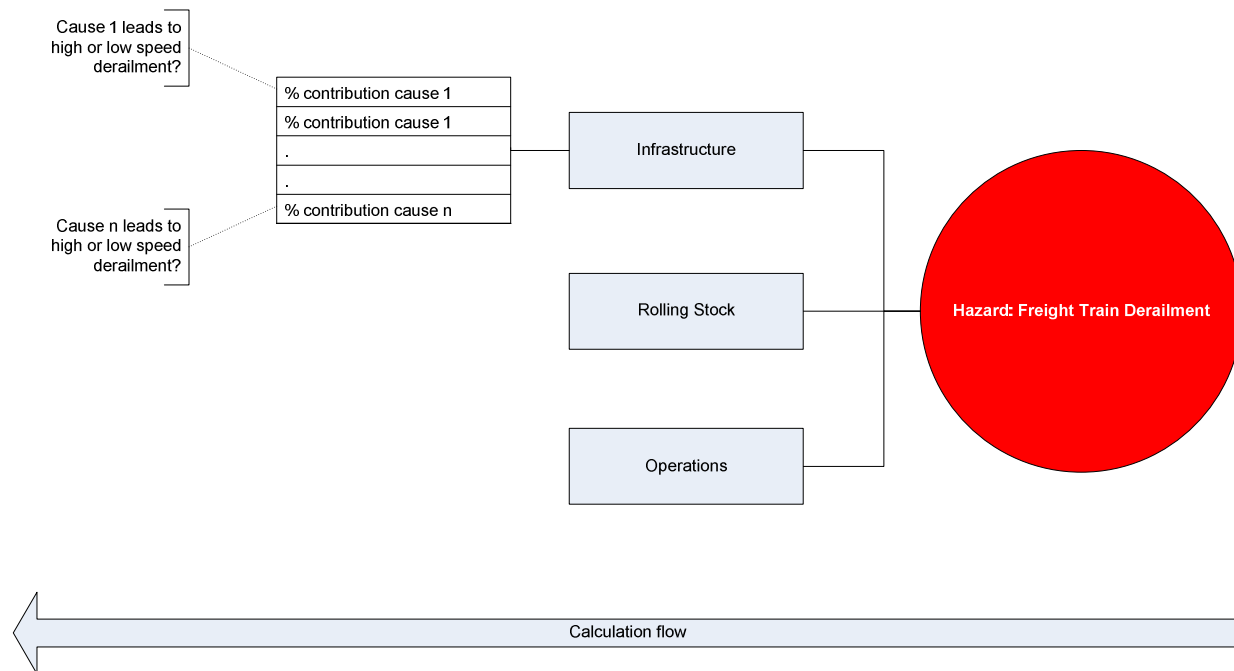 Cause 1 leads to
high or low speed
derailment?
% contribution cause 1
% contribution cause 1
.
.
% contribution cause n
Cause n leads to
high or low speed
derailment?
Infrastructure
Rolling Stock
Operations
Hazard: Freight Train Derailment
Calculation flow